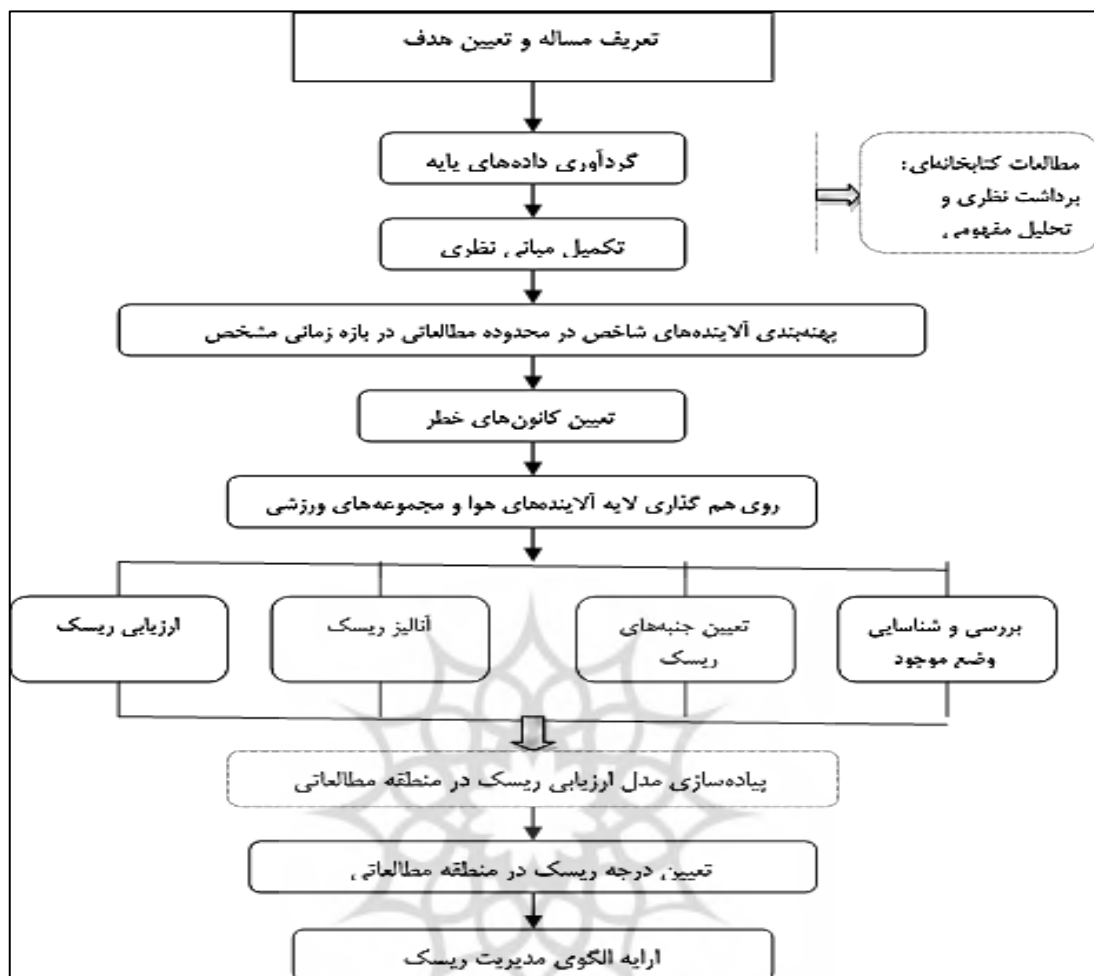 تعریف مساله و تعیین هدف
گردآوری داده‌های پایه
مطالعات کتابخانه‌ای:
برداشت نظری و
تحلیل مفهومی
تکمیل مبانی نظری
پهنه‌بندی آلاینده‌های شاخص در محدوده مطالعاتی در بازه زمانی مشخص
تعیین کانون‌های خطر
روی هم گذاری لایه آلاینده‌های هوا و مجموعه‌های ورزشی
بررسی و شناسایی
وضع موجود
تعیین جنبه‌های
ریسک
آنالیز ریسک
ارزیابی ریسک
پیاده‌سازی مدل ارزیابی ریسک در منطقه مطالعاتی
تعیین درجه ریسک در منطقه مطالعاتی
ارایه الگوی مدیریت ریسک